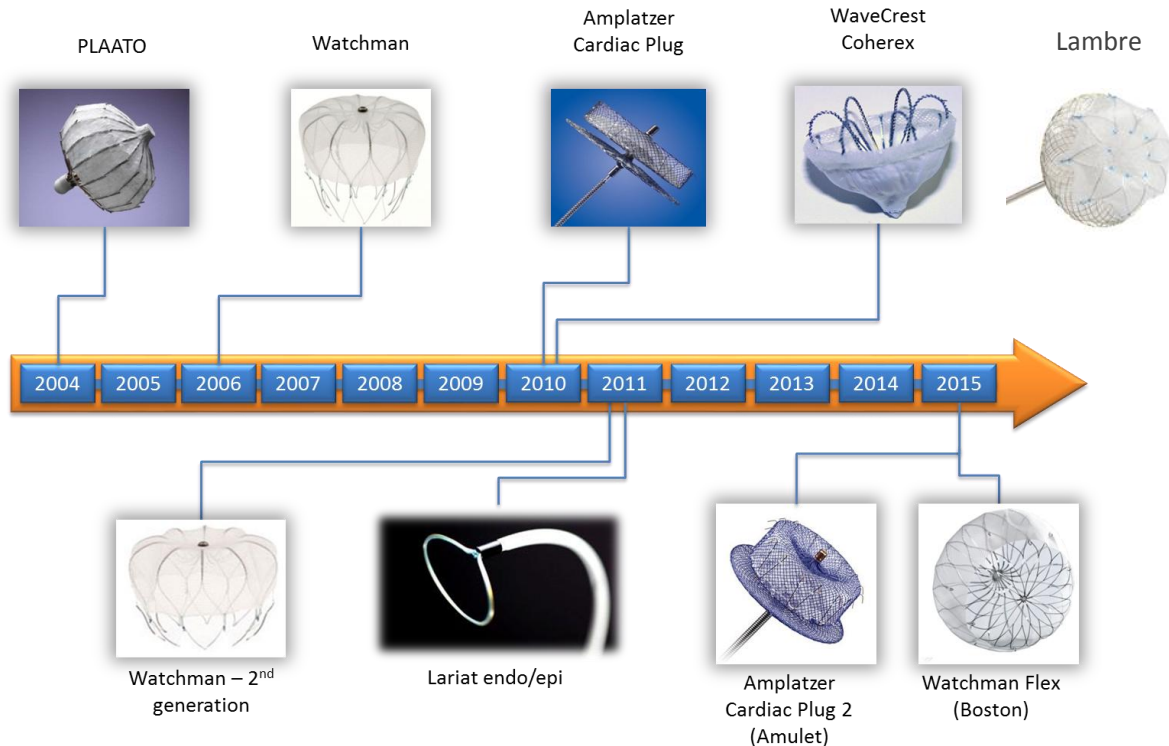 PLAATO
Watchman
Amplatzer
Cardiac Plug
WaveCrest
Coherex
Lambre
2004
2005
2006
2007
2008
2009
2010
2011
2012
2013
2014
2015
Watchman – 2nd
generation
Lariat endo/epi
Amplatzer
Cardiac Plug 2
(Amulet)
Watchman Flex
(Boston)